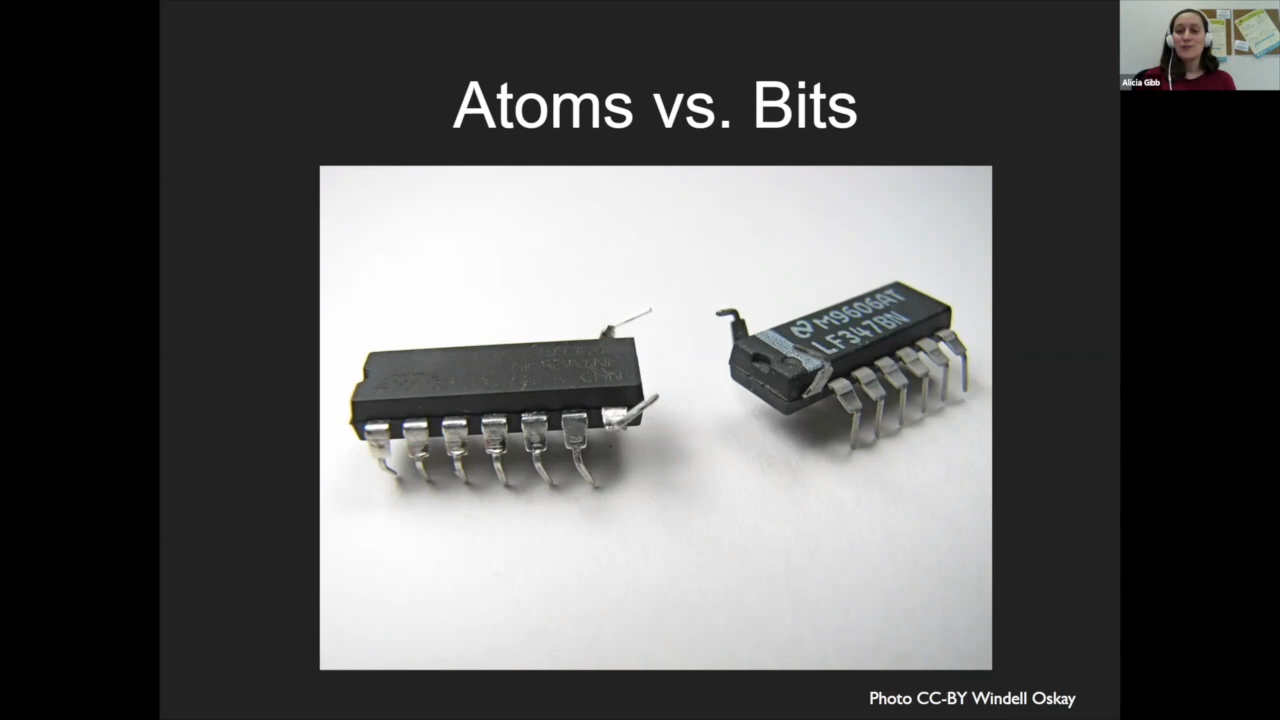 Atoms vs. Bits
M9606AT
LF347BN
Photo CC-BY Windell Oskay
Alicia Gibb